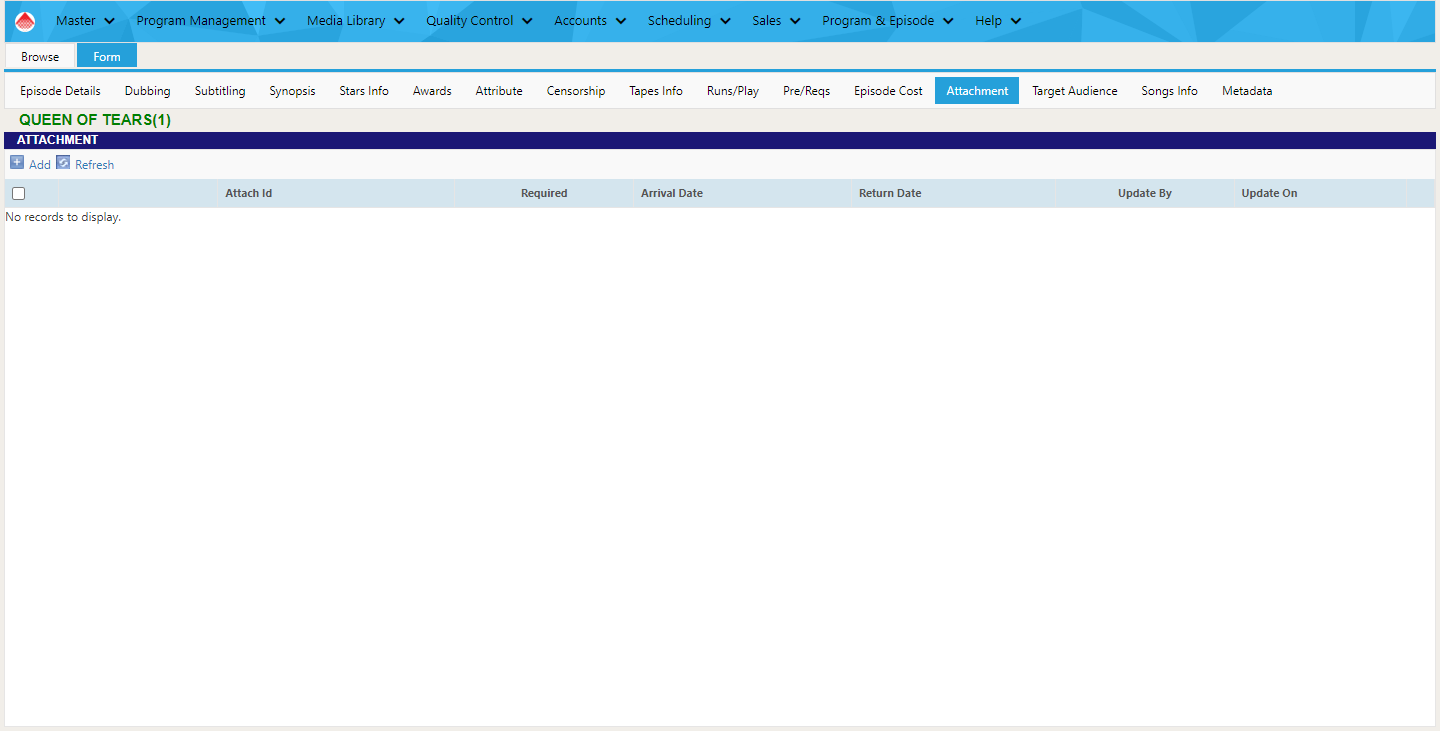 Master Program Management Media Library Quality Control Accounts Scheduling Sales Program & Episode Help
Browse Form
Episode Details Dubbing Subtitling Synopsis Stars Info Awards Attribute Censorship Tapes Info Runs/Play Pre/Reqs Episode Cost Attachment Target Audience Songs Info Metadata
QUEEN OF TEARS(1)
ATTACHMENT
Add Refresh
Attach Id Required Arrival Date Return Date Update By Update On
No records to display.